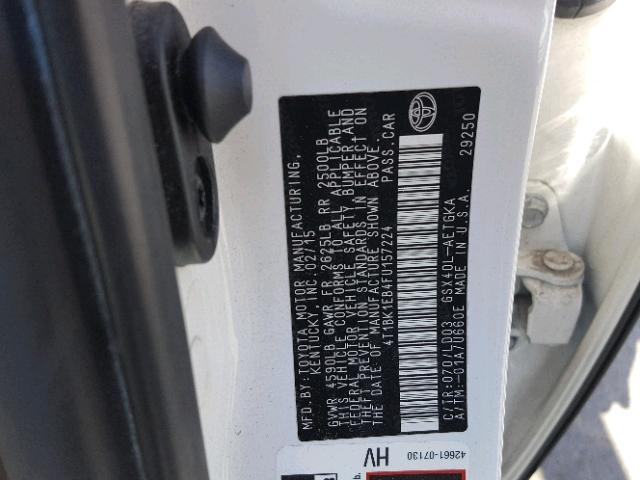 MFD.BY:TOYOTA MOTOR MANUFACTURING,
KENTUCKY,INC.02/15
GVWR 4590LB GAWR FR 2625LB RR 2500LB
THIS VEHICLE CONFORMS TO ALL APPLICABLE
FEDERAL MOTOR VEHICLE SAFETY, BUMPER, AND
THEFT PREVENTION STANDARDS IN EFFECT ON
THE DATE OF MANUFACTURE SHOWN ABOVE.
4T1BK1EB4FU157224 PASS.CAR
C/TR:070/LD03 GSX40L-AETGKA
A/TM:-01A/U660E MADE IN U.S.A. 29250
42661-07130
HV